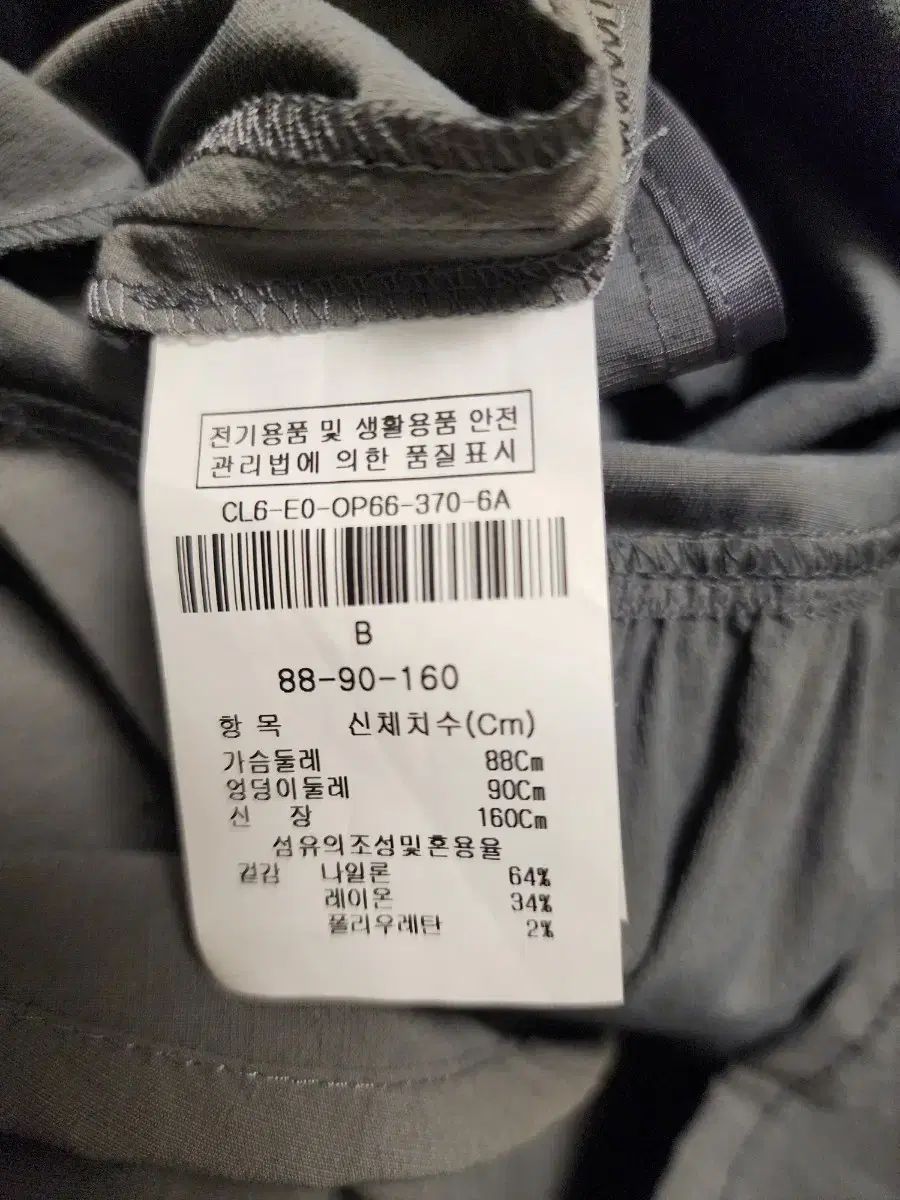 전기용품 및 생활용품 안전
관리법에 의한 품질표시
CL6-E0-OP66-370-6A
B
88-90-160
항 목 신체치수(Cm)
가슴둘레 88Cm
엉덩이둘레 90Cm
신 장 160Cm
섬유의조성및혼용율
겉감 나일론 64%
레이온 34%
폴리우레탄 2%